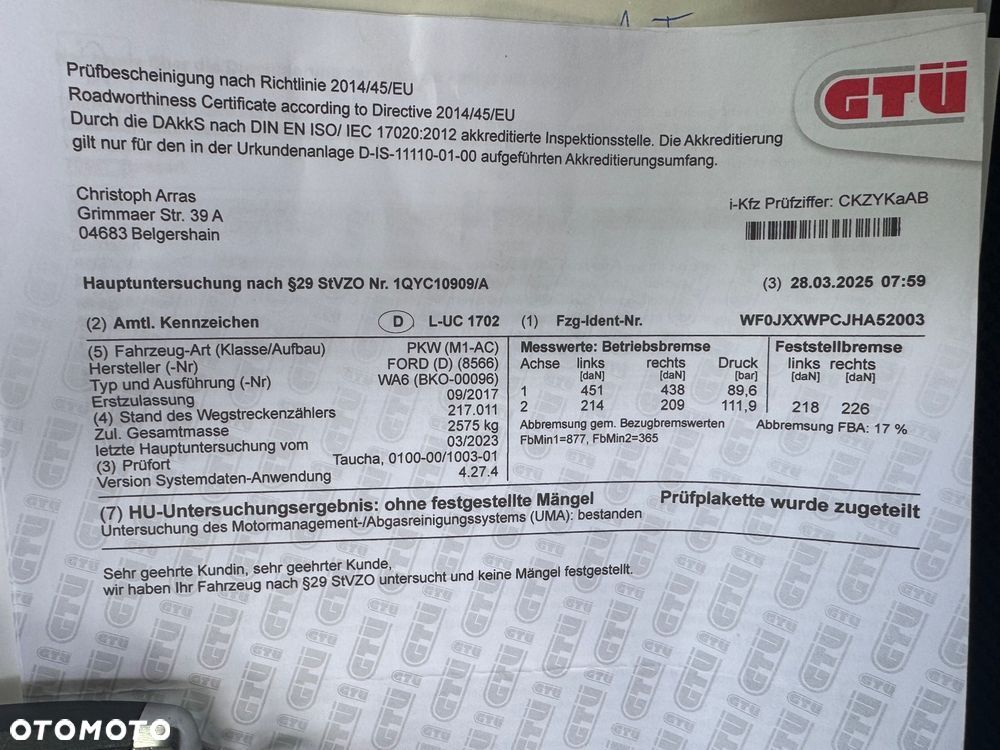 GTÜ
Prüfbescheinigung nach Richtlinie 2014/45/EU
Roadworthiness Certificate according to Directive 2014/45/EU
Durch die DAkkS nach DIN EN ISO/ IEC 17020:2012 akkreditierte Inspektionsstelle. Die Akkreditierung
gilt nur für den in der Urkundenanlage D-IS-11110-01-00 aufgeführten Akkreditierungsumfang.
Christoph Arras
Grimmaer Str. 39 A
04683 Belgershain
i-Kfz Prüfziffer: CKZYKaAB
Hauptuntersuchung nach §29 StVZO Nr. 1QYC10909/A (3) 28.03.2025 07:59
(2) Amtl. Kennzeichen D L-UC 1702 (1) Fzg-Ident-Nr. WF0JXXWPCJHA52003
(5) Fahrzeug-Art (Klasse/Aufbau) PKW (M1-AC)
Hersteller (-Nr) FORD (D) (8566)
Typ und Ausführung (-Nr) WA6 (BKO-00096)
Erstzulassung 09/2017
(4) Stand des Wegstreckenzählers 217.011
Zul. Gesamtmasse 2575 kg
letzte Hauptuntersuchung vom 03/2023
(3) Prüfort Taucha, 0100-00/1003-01
Version Systemdaten-Anwendung 4.27.4
Messwerte: Betriebsbremse
Achse links rechts Druck
[daN] [daN] [bar]
1 451 438 89,6
2 214 209 111,9
Abbremsung gem. Bezugbremswerten
FbMin1=877, FbMin2=365
Feststellbremse
links rechts
[daN] [daN]
218 226
Abbremsung FBA: 17 %
(7) HU-Untersuchungsergebnis: ohne festgestellte Mängel Prüfplakette wurde zugeteilt
Untersuchung des Motormanagement-/Abgasreinigungssystems (UMA): bestanden
Sehr geehrte Kundin, sehr geehrter Kunde,
wir haben Ihr Fahrzeug nach §29 StVZO untersucht und keine Mängel festgestellt.
OTOMOTO